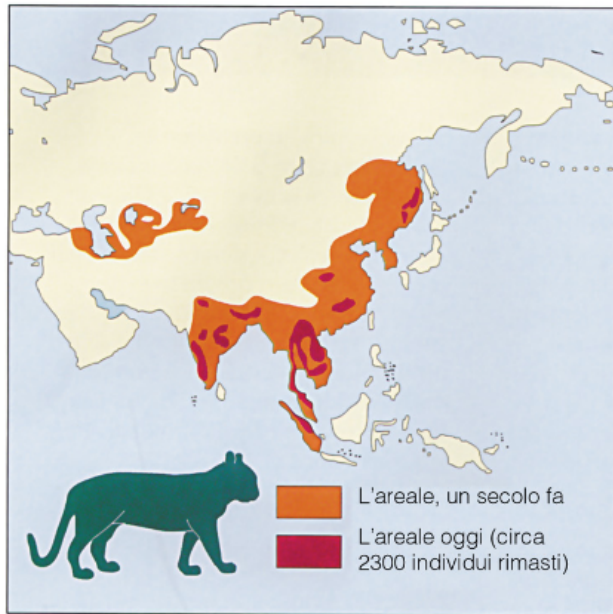 L'areale, un secolo fa
L'areale oggi (circa
2300 individui rimasti)